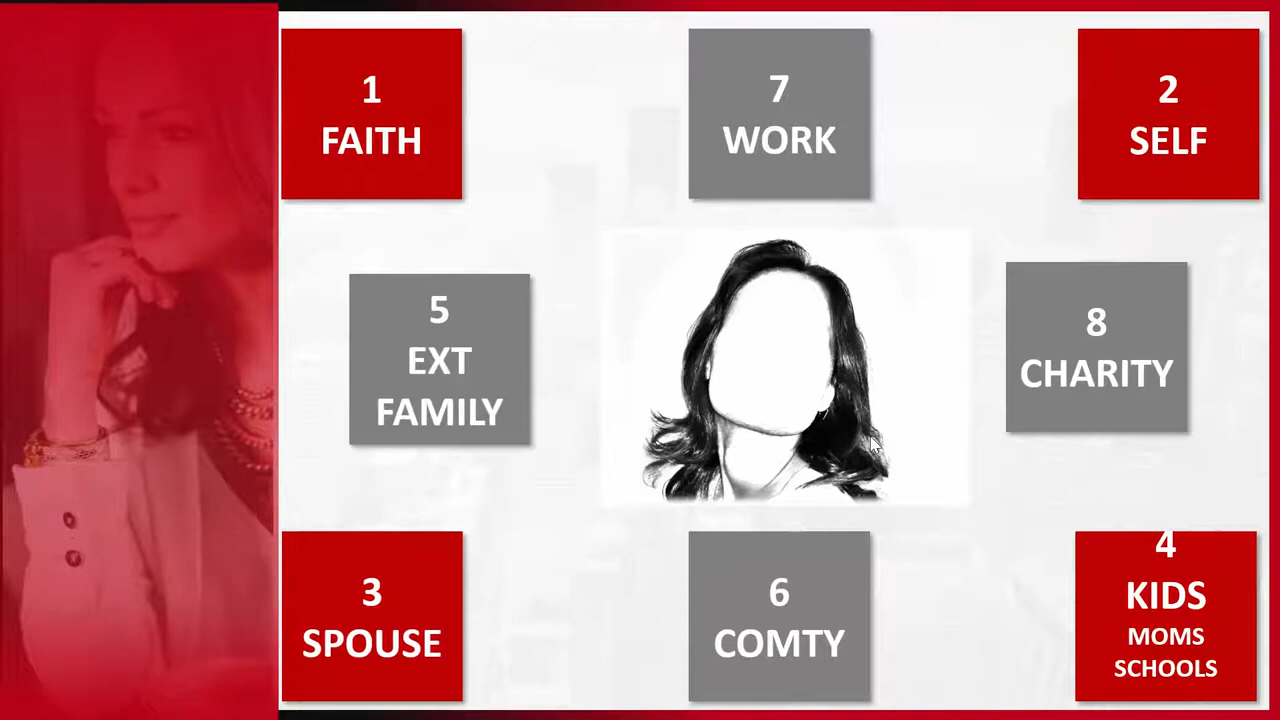 1
FAITH
7
WORK
2
SELF
5
EXT
FAMILY
8
CHARITY
3
SPOUSE
6
COMTY
4
KIDS
MOMS
SCHOOLS